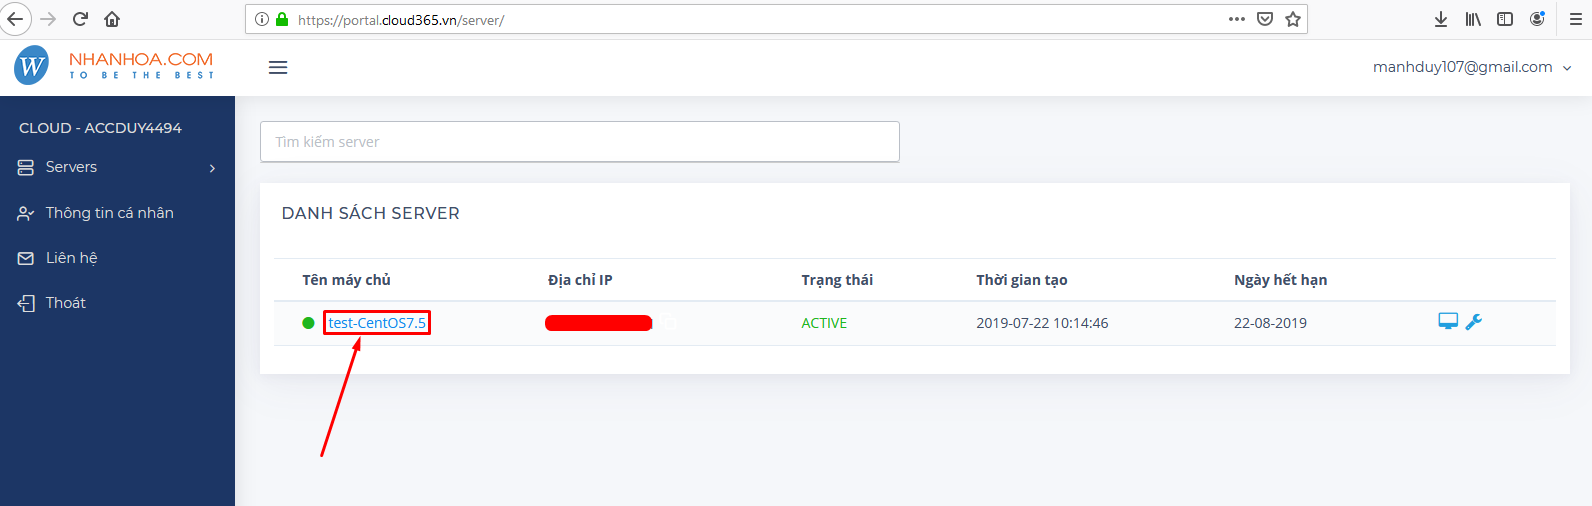 https://portal.cloud365.vn/server/
W NHANHOA.COM
TO BE THE BEST
manhduy107@gmail.com
CLOUD - ACCDUY4494
Servers
Thông tin cá nhân
Liên hệ
Thoát
Tìm kiếm server
DANH SÁCH SERVER
Tên máy chủ Địa chỉ IP Trạng thái Thời gian tạo Ngày hết hạn
test-CentOS7.5 ACTIVE 2019-07-22 10:14:46 22-08-2019